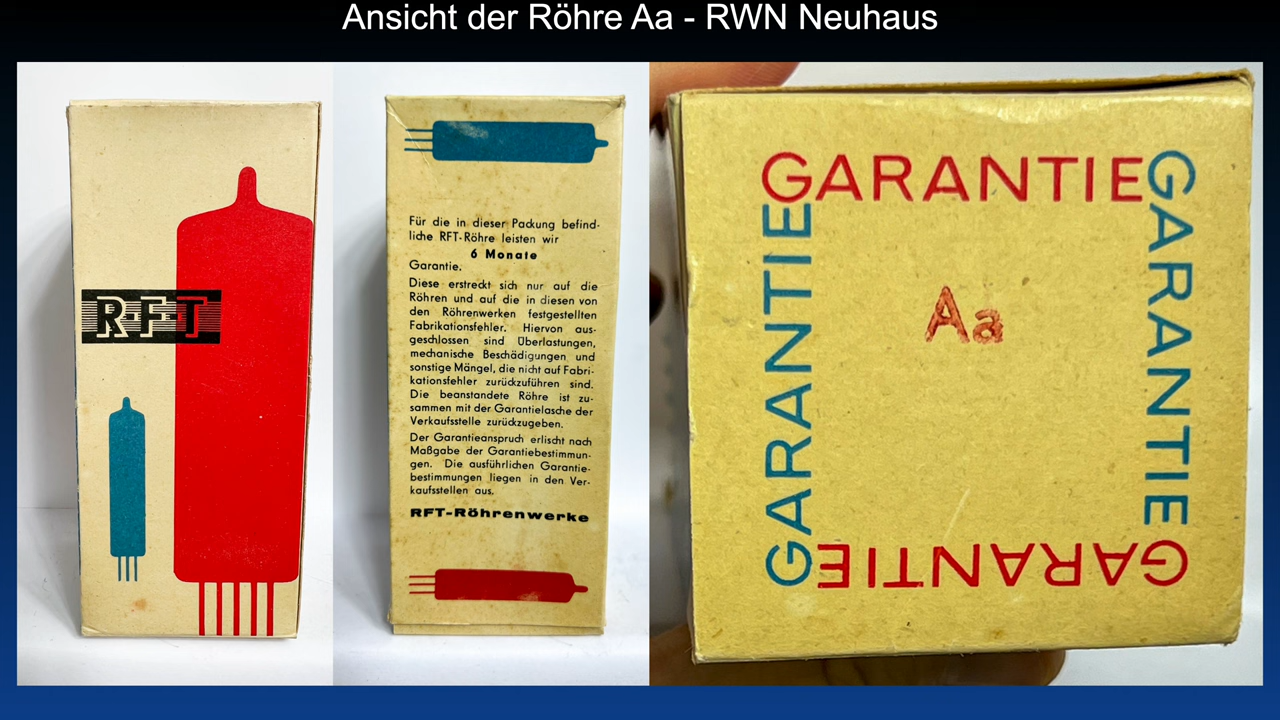 Ansicht der Röhre Aa - RWN Neuhaus
R·F·T
Für die in dieser Packung befind-
liche RFT-Röhre leisten wir
6 Monate
Garantie.
Diese erstreckt sich nur auf die
Röhren und auf die in diesen von
den Röhrenwerken festgestellten
Fabrikationsfehler. Hiervon aus-
geschlossen sind Überlastungen,
mechanische Beschädigungen und
sonstige Mängel, die nicht auf Fabri-
kationsfehler zurückzuführen sind.
Die beanstandete Röhre ist zu-
sammen mit der Garantielasche der
Verkaufsstelle zurückzugeben.
Der Garantieanspruch erlischt nach
Maßgabe der Garantiebestimmun-
gen. Die ausführlichen Garantie-
bestimmungen liegen in den Ver-
kaufsstellen aus.
RFT-Röhrenwerke
GARANTIE
GARANTIE
GARANTIE
GARANTIE
Aa